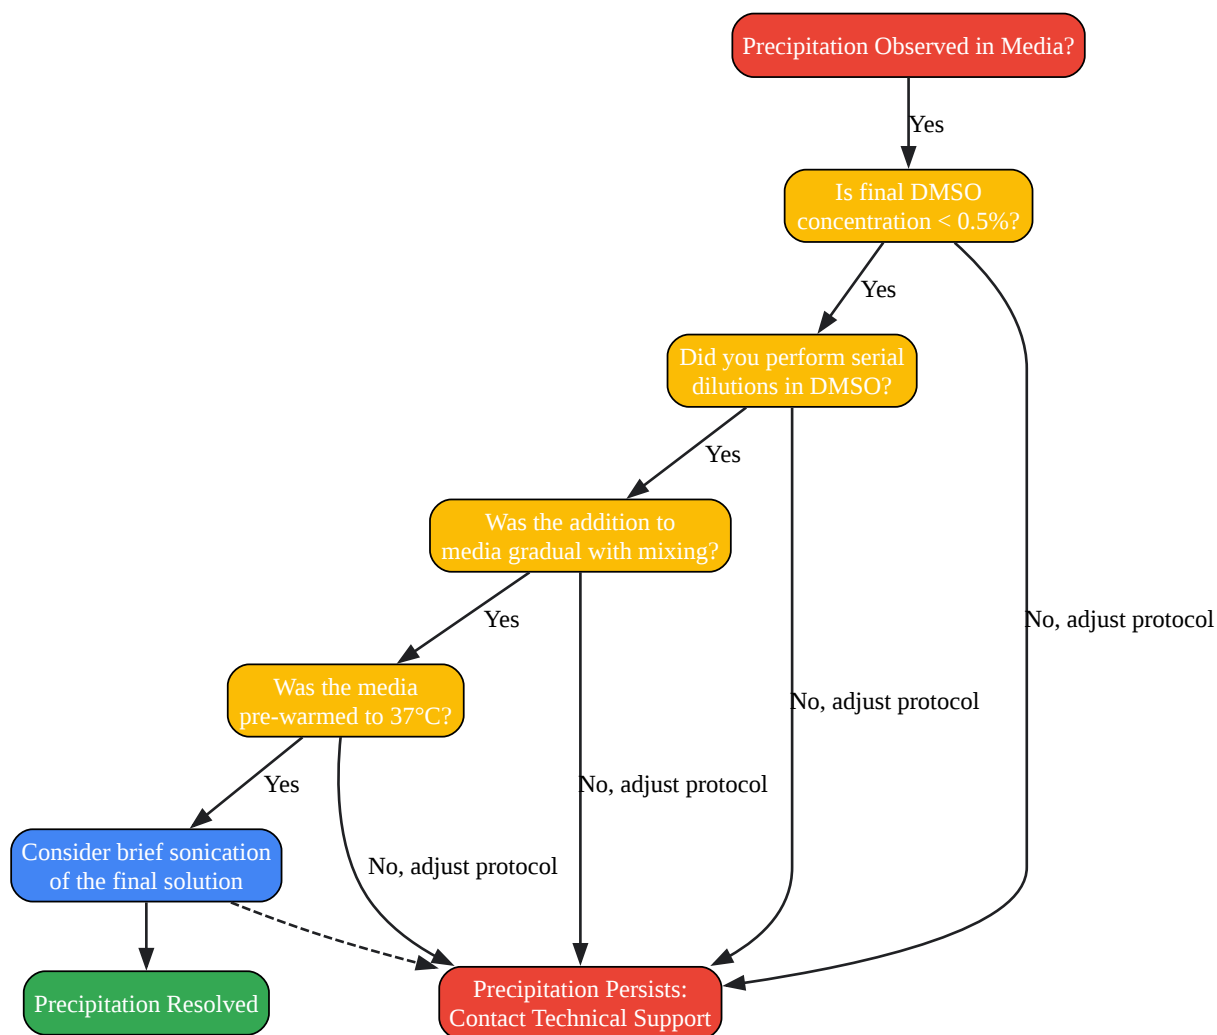 Precipitation Observed in Media?
Yes
Is final DMSO
concentration < 0.5%?
Yes
Did you perform serial
dilutions in DMSO?
Yes
Was the addition to
media gradual with mixing?
Yes
No, adjust protocol
Was the media
pre-warmed to 37°C?
No, adjust protocol
Yes
No, adjust protocol
Consider brief sonication
of the final solution
No, adjust protocol
Precipitation Resolved
Precipitation Persists:
Contact Technical Support